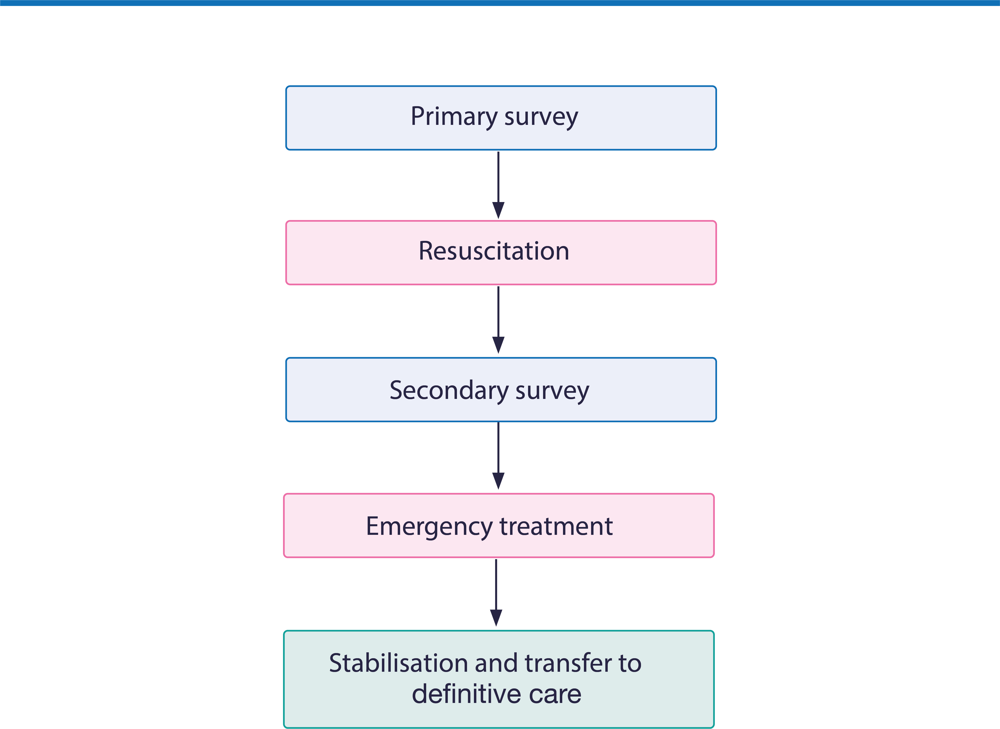 Primary survey
Resuscitation
Secondary survey
Emergency treatment
Stabilisation and transfer to
definitive care